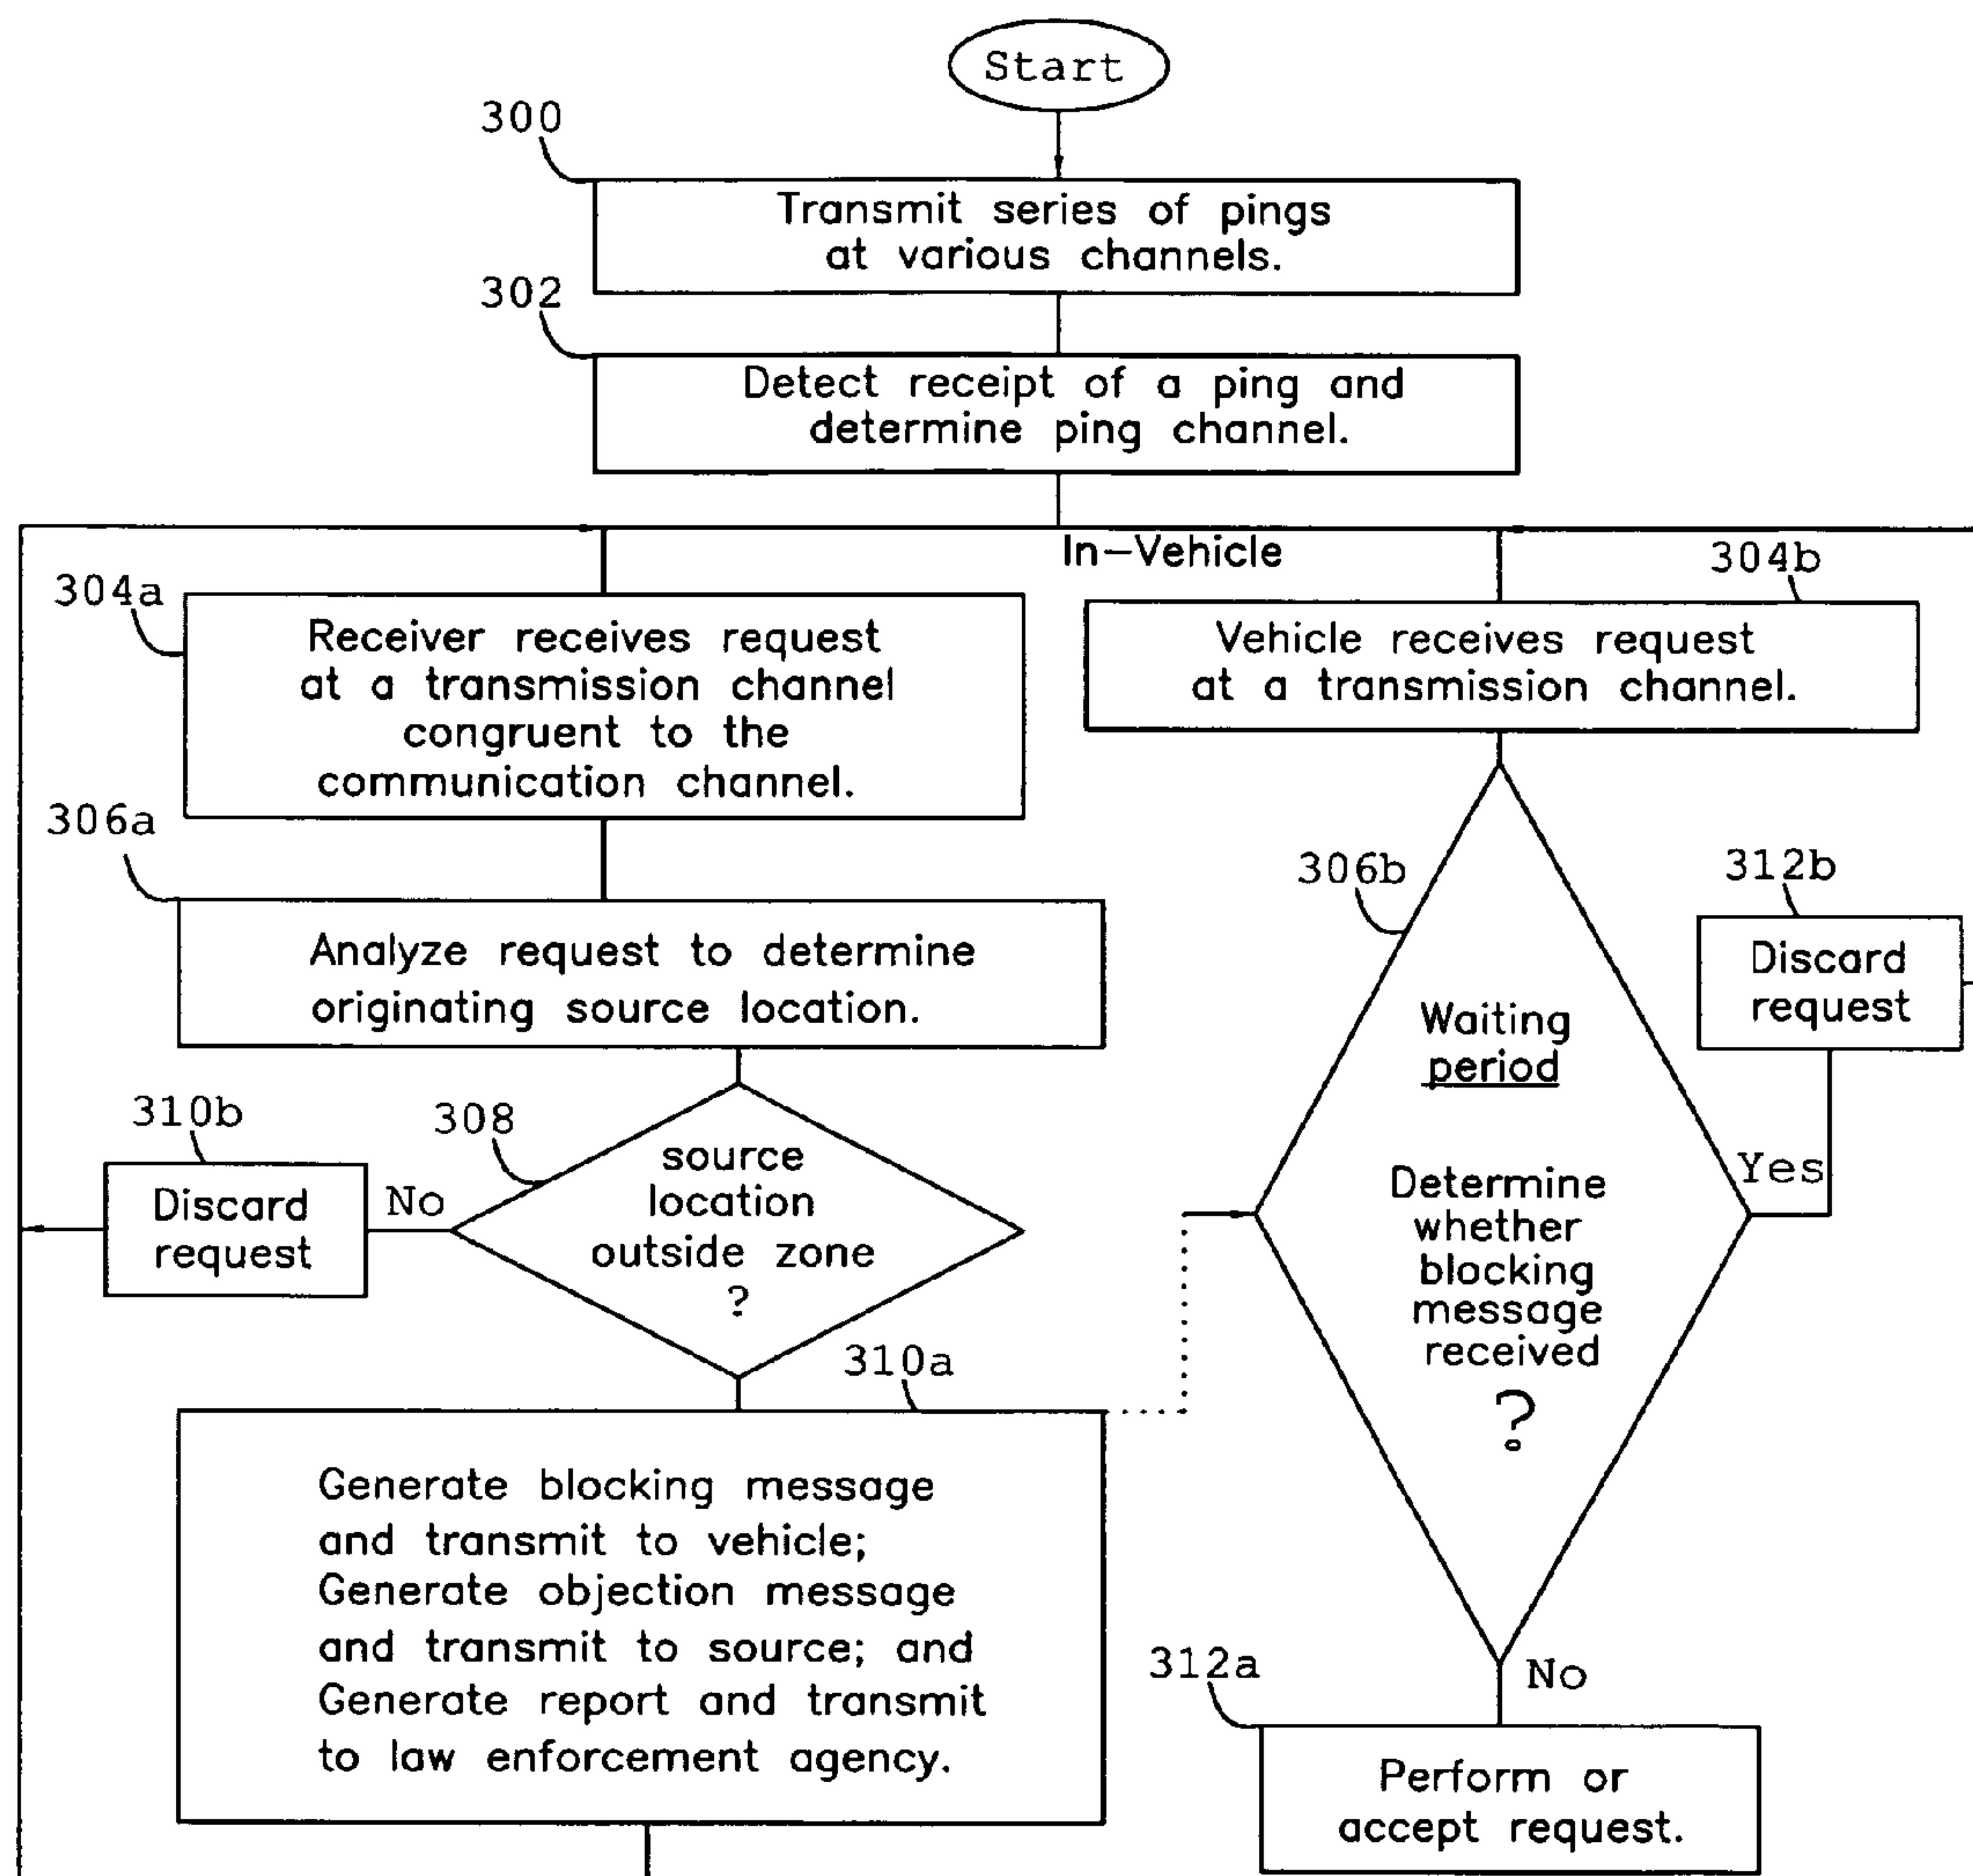 Start
300
Transmit series of pings
at various channels.
302
Detect receipt of a ping and
determine ping channel.
In-Vehicle
304a
Receiver receives request
at a transmission channel
congruent to the
communication channel.
304b
Vehicle receives request
at a transmission channel.
306a
Analyze request to determine
originating source location.
306b
Waiting
period
Determine
whether
blocking
message
received
?
312b
Discard
request
Yes
310b
Discard
request
No
308
source
location
outside zone
?
310a
Generate blocking message
and transmit to vehicle;
Generate objection message
and transmit to source; and
Generate report and transmit
to law enforcement agency.
No
312a
Perform or
accept request.